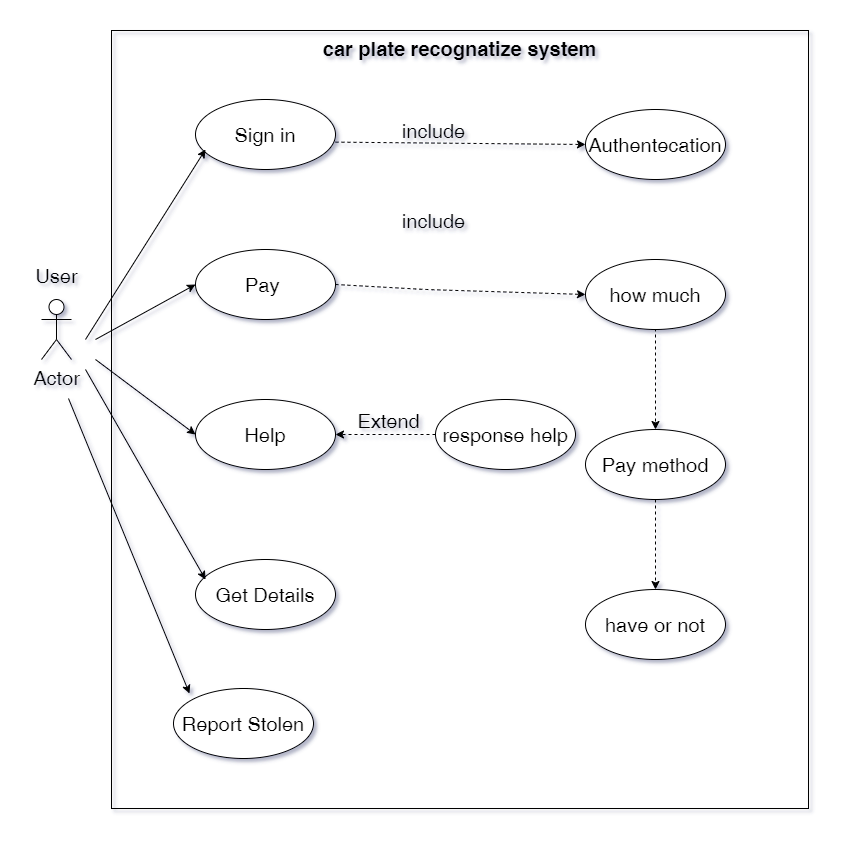 car plate recognatize system
Sign in
include
Authentecation
include
User
Pay
how much
Actor
Help
Extend
response help
Pay method
Get Details
have or not
Report Stolen